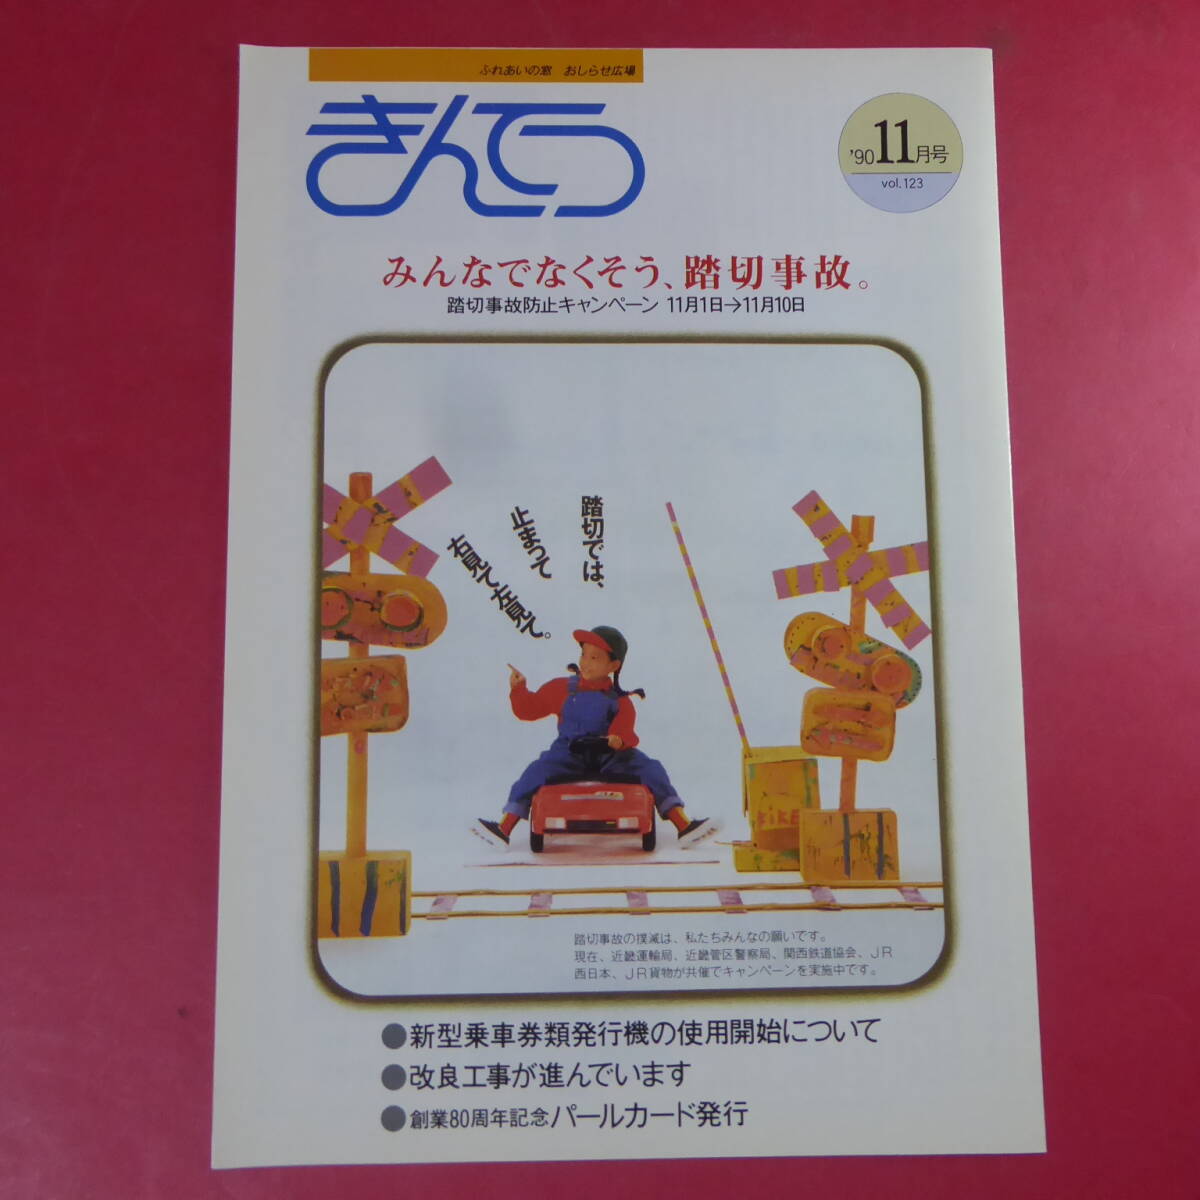 ふれあいの窓　おしらせ広場
きんてつ
'90 11月号
vol.123
みんなでなくそう、踏切事故。
踏切事故防止キャンペーン 11月1日→11月10日
踏切では、
止まって
右見て左見て。
踏切事故の撲滅は、私たちみんなの願いです。
現在、近畿運輸局、近畿管区警察局、関西鉄道協会、JR
西日本、JR貨物が共催でキャンペーンを実施中です。
●新型乗車券類発行機の使用開始について
●改良工事が進んでいます
●創業80周年記念パールカード発行